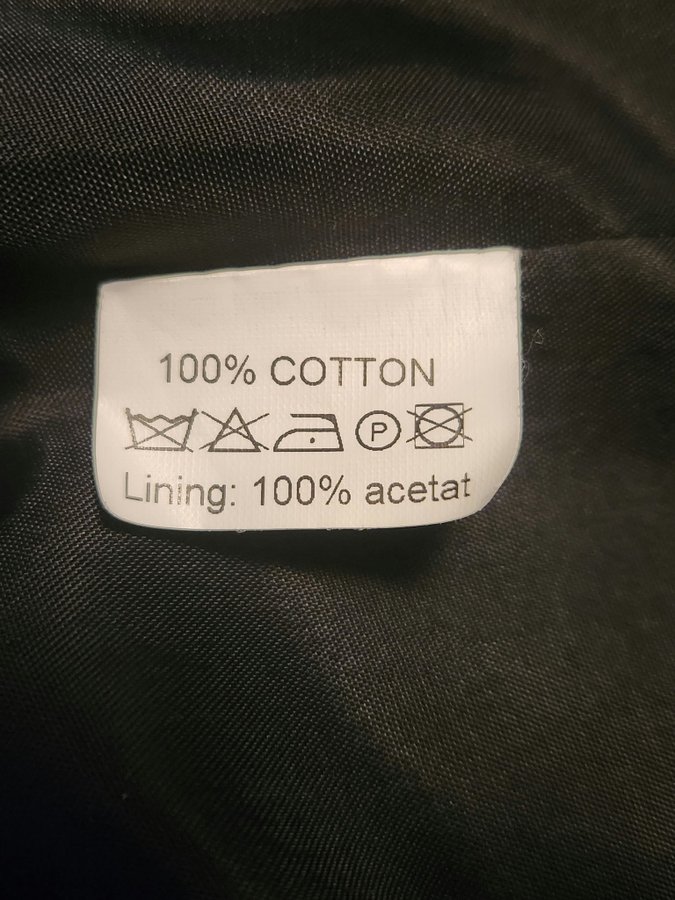 100% COTTON
P
Lining: 100% acetat